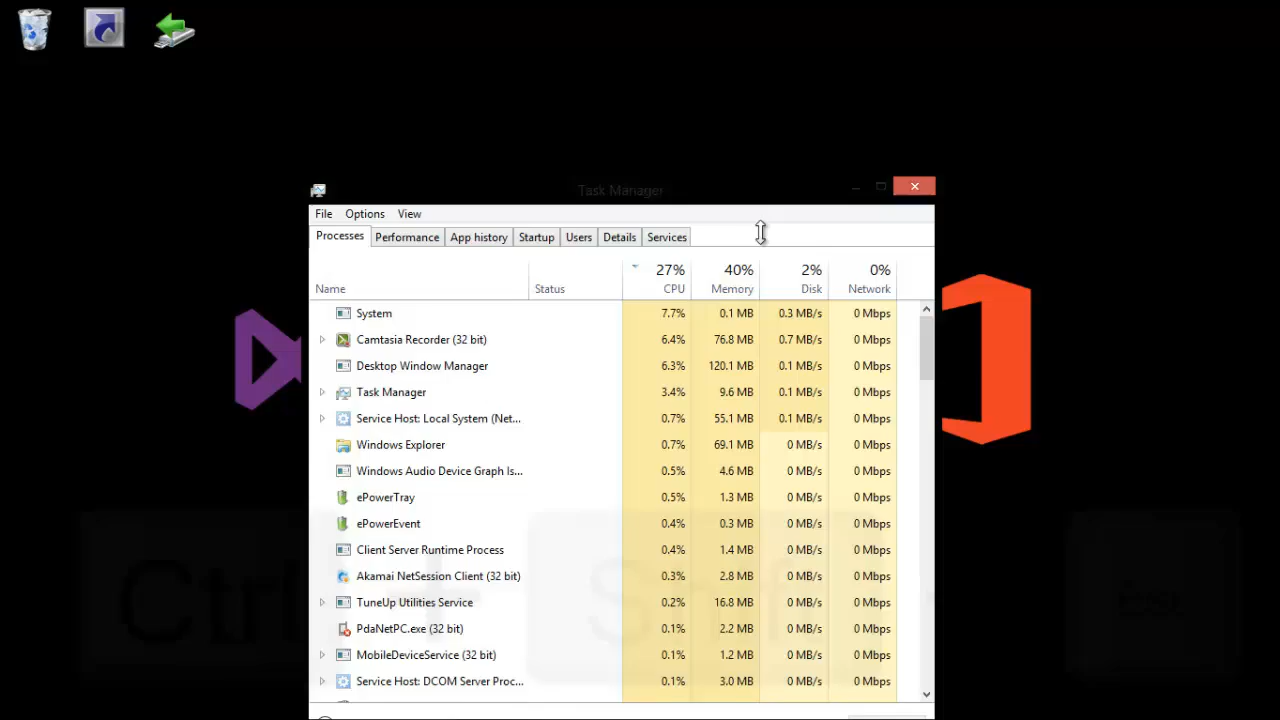 Task Manager
File Options View
Processes Performance App history Startup Users Details Services
27% 40% 2% 0%
Name Status CPU Memory Disk Network
System 7.7% 0.1 MB 0.3 MB/s 0 Mbps
Camtasia Recorder (32 bit) 6.4% 76.8 MB 0.7 MB/s 0 Mbps
Desktop Window Manager 6.3% 120.1 MB 0.1 MB/s 0 Mbps
Task Manager 3.4% 9.6 MB 0.1 MB/s 0 Mbps
Service Host: Local System (Net... 0.7% 55.1 MB 0.1 MB/s 0 Mbps
Windows Explorer 0.7% 69.1 MB 0 MB/s 0 Mbps
Windows Audio Device Graph Is... 0.5% 4.6 MB 0 MB/s 0 Mbps
ePowerTray 0.5% 1.3 MB 0 MB/s 0 Mbps
ePowerEvent 0.4% 0.3 MB 0 MB/s 0 Mbps
Client Server Runtime Process 0.4% 1.4 MB 0 MB/s 0 Mbps
Akamai NetSession Client (32 bit) 0.3% 2.8 MB 0 MB/s 0 Mbps
TuneUp Utilities Service 0.2% 16.8 MB 0 MB/s 0 Mbps
PdaNetPC.exe (32 bit) 0.1% 2.2 MB 0 MB/s 0 Mbps
MobileDeviceService (32 bit) 0.1% 1.2 MB 0 MB/s 0 Mbps
Service Host: DCOM Server Proc... 0.1% 3.0 MB 0 MB/s 0 Mbps
Ctrl + Shift